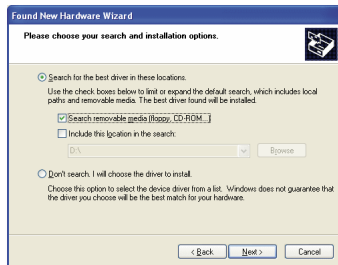 Found New Hardware Wizard
Please choose your search and installation options.
Search for the best driver in these locations.
Use the check boxes below to limit or expand the default search, which includes local
paths and removable media. The best driver found will be installed.
Search removable media (floppy, CD-ROM...)
Include this location in the search:
D:\
Browse
Don't search. I will choose the driver to install.
Choose this option to select the device driver from a list. Windows does not guarantee that
the driver you choose will be the best match for your hardware.
< Back
Next >
Cancel